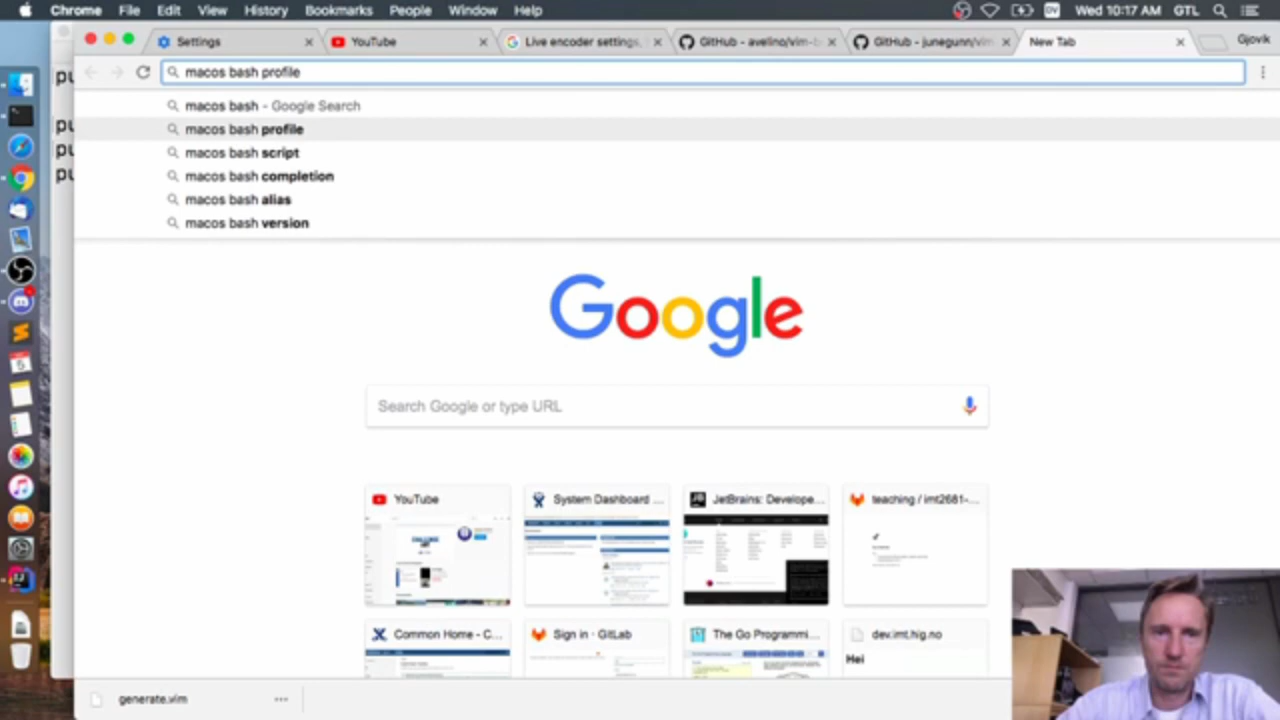 Chrome File Edit View History Bookmarks People Window Help
Wed 10:17 AM GTL
Settings
YouTube
Live encoder settings,
GitHub - avelino/vim-b
GitHub - junegunn/vim
New Tab
Gjovik
macos bash profile
macos bash - Google Search
macos bash profile
macos bash script
macos bash completion
macos bash alias
macos bash version
pu
pu
pu
pu
Google
Search Google or type URL
YouTube
System Dashboard ...
JetBrains: Develope...
teaching / imt2681-...
Common Home - C...
Sign in · GitLab
The Go Programmi...
dev.imt.hig.no
Hei
generate.vim